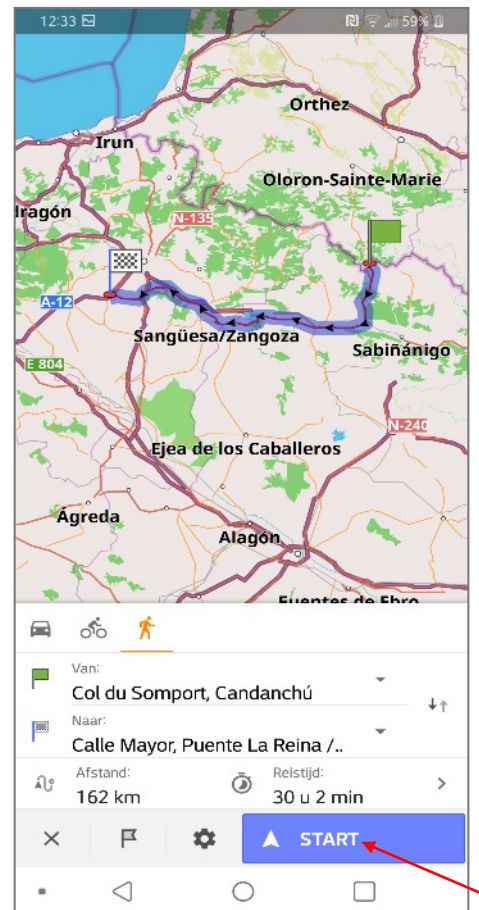 12:33 59%
Orthez
Irun
Oloron-Sainte-Marie
lragón
N-135
A-12
Sangüesa/Zangoza
Sabiñánigo
E 804
N-240
Ejea de los Caballeros
Ágreda
Alagón
Fuentes de Ebro
Van:
Col du Somport, Candanchú
Naar:
Calle Mayor, Puente La Reina /..
Afstand: Reistijd:
162 km 30 u 2 min
START